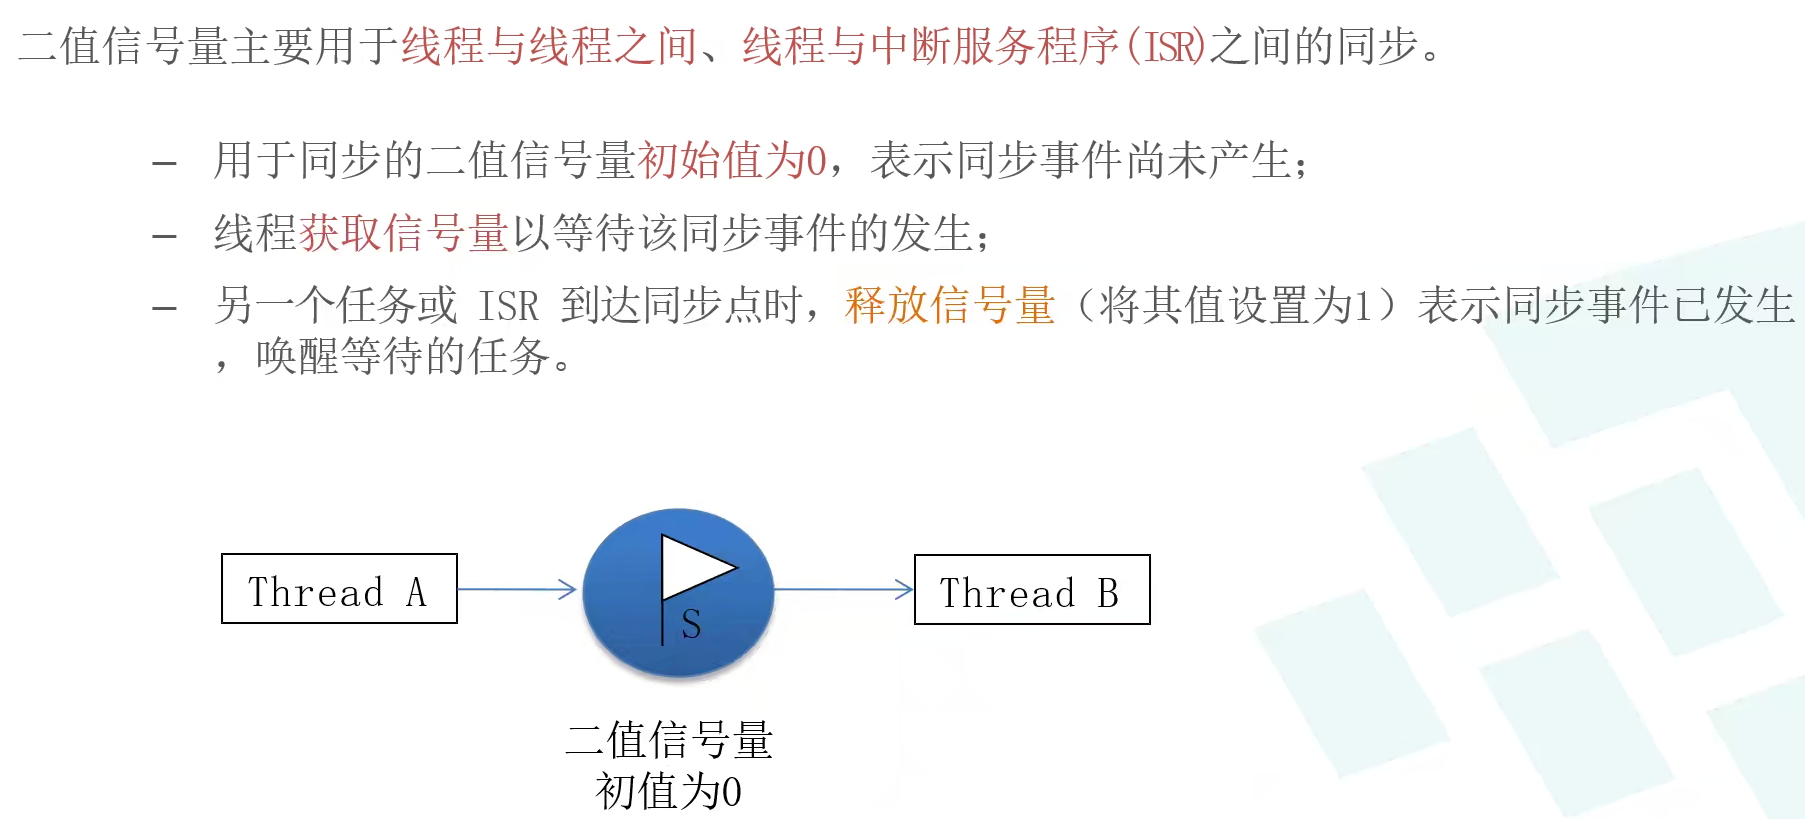 二值信号量主要用于线程与线程之间、线程与中断服务程序(ISR)之间的同步。
– 用于同步的二值信号量初始值为0，表示同步事件尚未产生；
– 线程获取信号量以等待该同步事件的发生；
– 另一个任务或 ISR 到达同步点时，释放信号量（将其值设置为1）表示同步事件已发生
，唤醒等待的任务。
Thread A
S
Thread B
二值信号量
初值为0